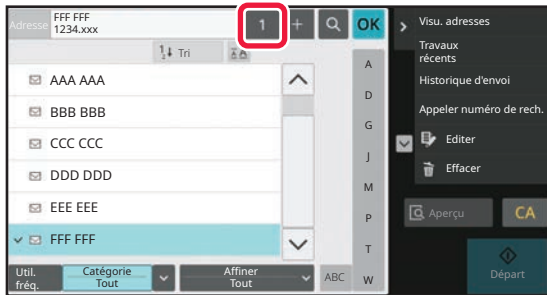 Adresse
FFF FFF
1234.xxx
1
+
OK
Tri
AAA AAA
BBB BBB
CCC CCC
DDD DDD
EEE EEE
FFF FFF
A
D
G
J
M
P
T
W
Util.
fréq.
Catégorie
Tout
Affiner
Tout
ABC
Visu. adresses
Travaux
récents
Historique d'envoi
Appeler numéro de rech.
Editer
Effacer
Aperçu
CA
Départ